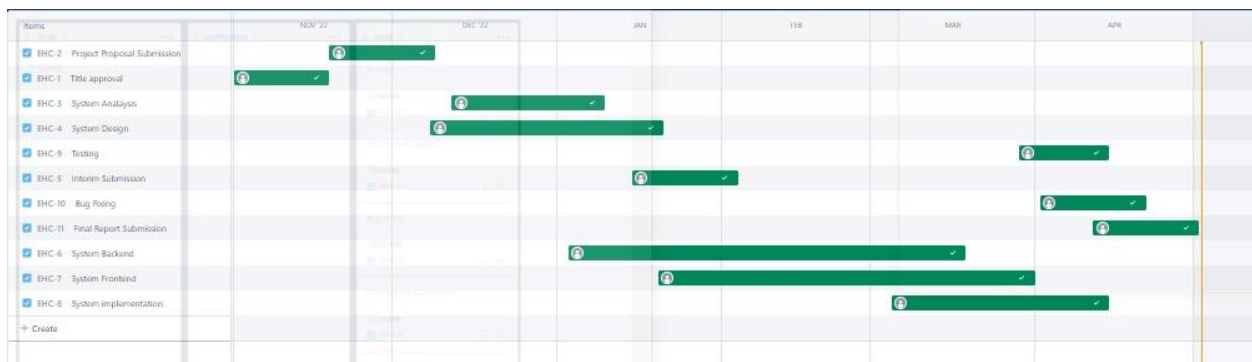 Items NOV '22 DEC '22 JAN FEB MAR APR
EHC-2 Project Proposal Submission
EHC-1 Title approval
EHC-3 System Analaysis
EHC-4 System Design
EHC-9 Testing
EHC-5 Interim Submission
EHC-10 Bug Fixing
EHC-11 Final Report Submission
EHC-6 System Backend
EHC-7 System Frontend
EHC-8 System implementation
+ Create